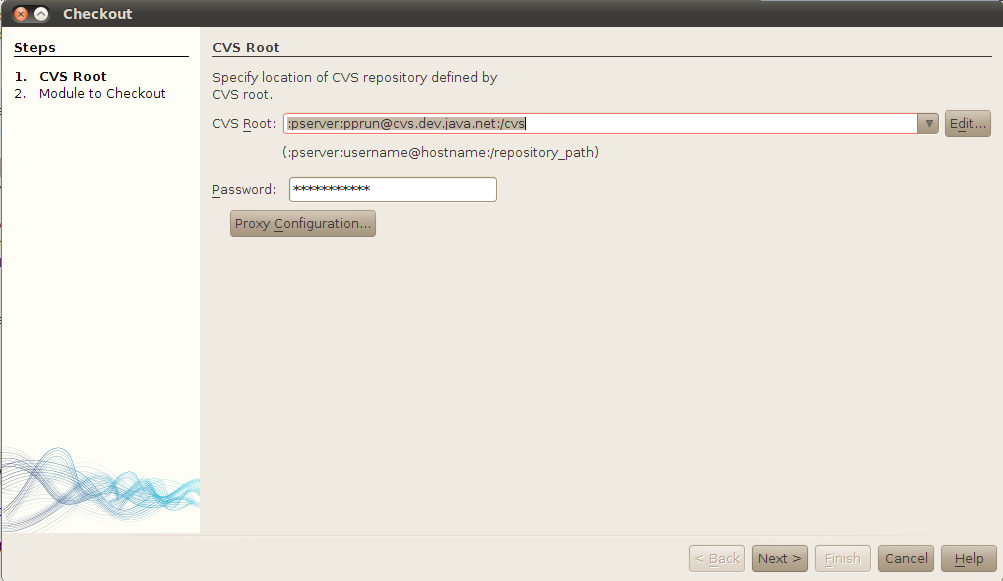 Checkout
Steps
1. CVS Root
2. Module to Checkout
CVS Root
Specify location of CVS repository defined by
CVS root.
CVS Root: :pserver:pprun@cvs.dev.java.net:/cvs Edit...
(:pserver:username@hostname:/repository_path)
Password: ***********
Proxy Configuration...
< Back Next > Finish Cancel Help